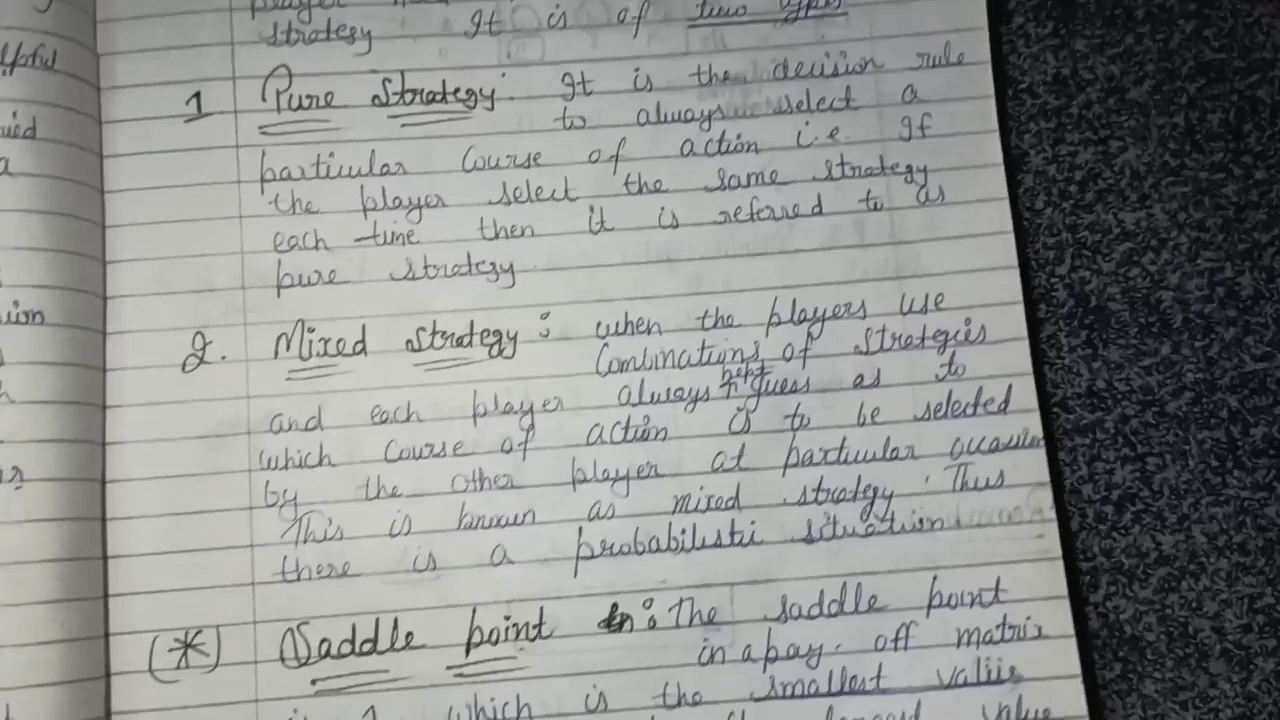 lpful
player
strategy It is of two types
1 Pure Strategy: It is the decision rule
to always select a
particular Course of action i.e. If
the player select the same strategy
each time then it is referred to as
pure strategy.
2. Mixed Strategy: when the players use
Combinations of Strategies
and each player always kept guess as to
which Course of action is to be selected
by the other player at particular occasion
This is known as mixed strategy. Thus
there is a probabilisti situation
(*) Saddle point : The saddle point
in a pay-off matrix
is which is the smallest value
value